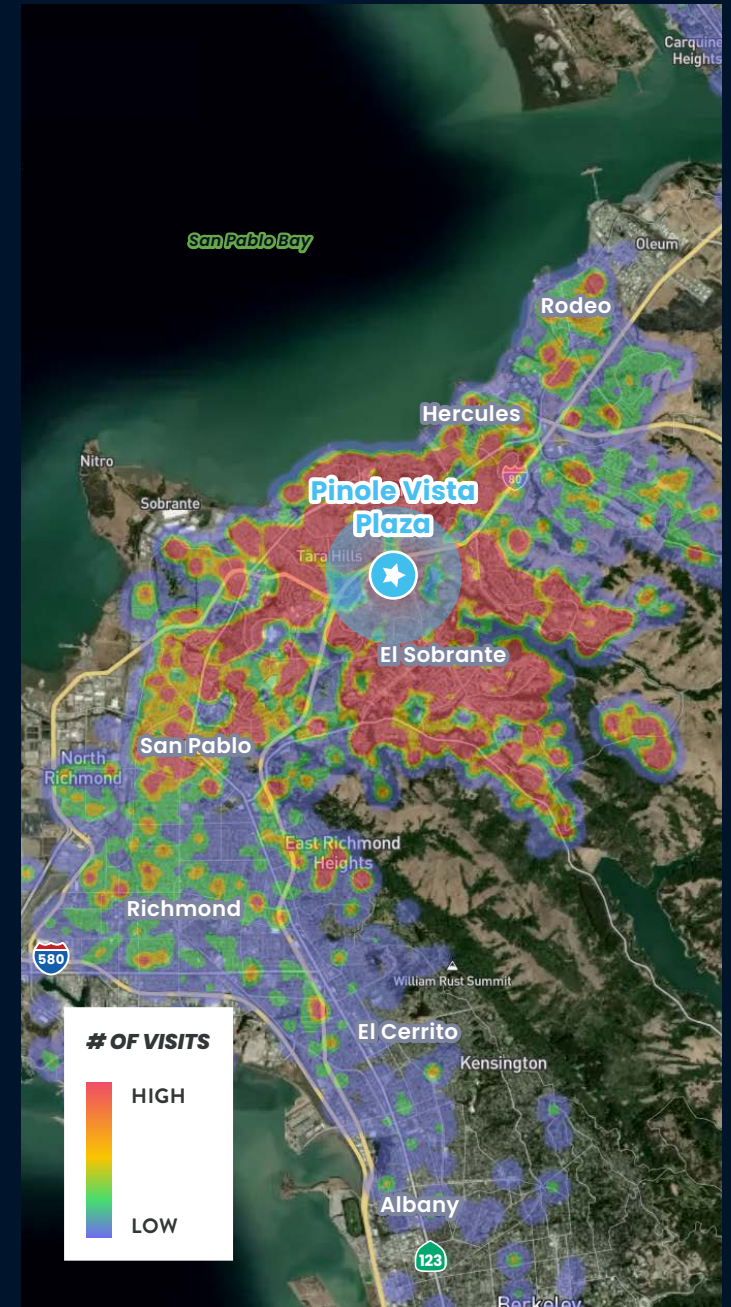 Carquine
Heights
San Pablo Bay
Oleum
Rodeo
Hercules
Nitro
80
Pinole Vista
Plaza
Sobrante
Tara Hills
El Sobrante
San Pablo
North
Richmond
East Richmond
Heights
Richmond
580
William Rust Summit
# OF VISITS
HIGH
LOW
El Cerrito
Kensington
Albany
123
Berkeley